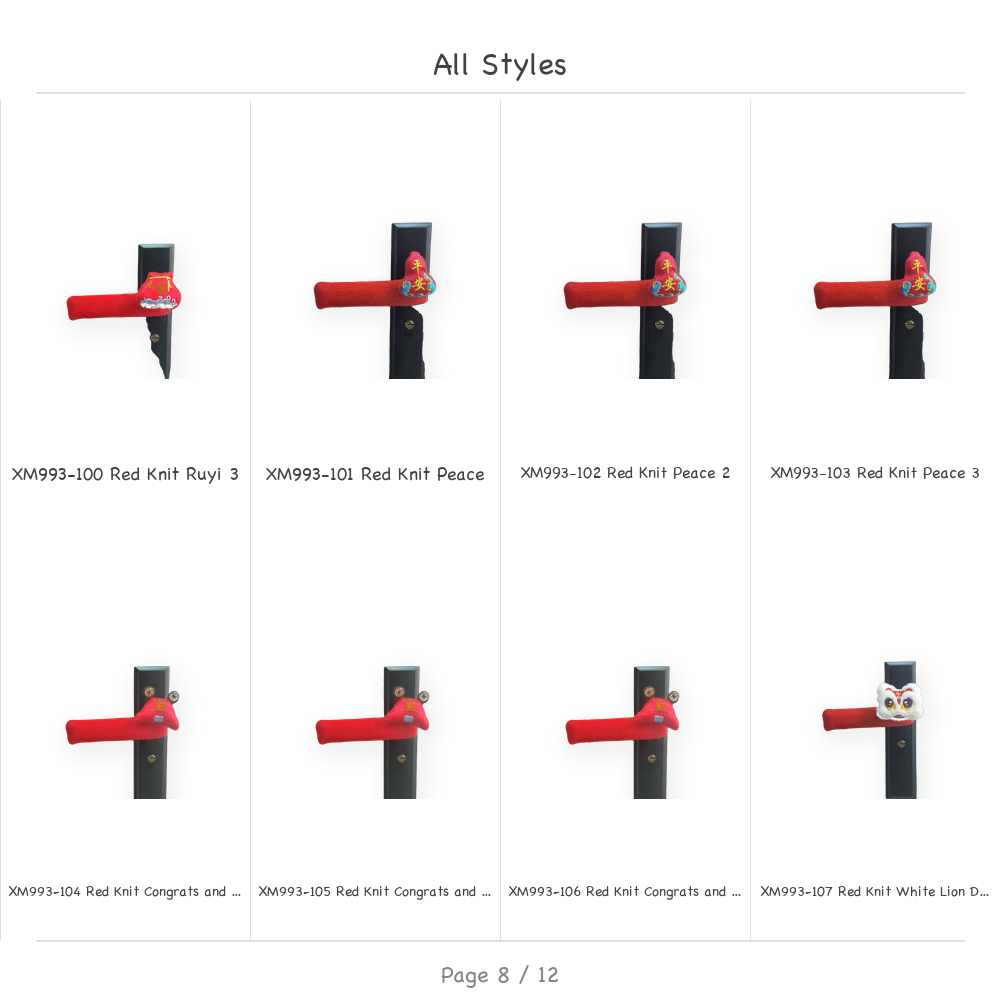 All Styles
平安
平安
平安
XM993-100 Red Knit Ruyi 3
XM993-101 Red Knit Peace
XM993-102 Red Knit Peace 2
XM993-103 Red Knit Peace 3
XM993-104 Red Knit Congrats and ...
XM993-105 Red Knit Congrats and ...
XM993-106 Red Knit Congrats and ...
XM993-107 Red Knit White Lion D...
Page 8 / 12